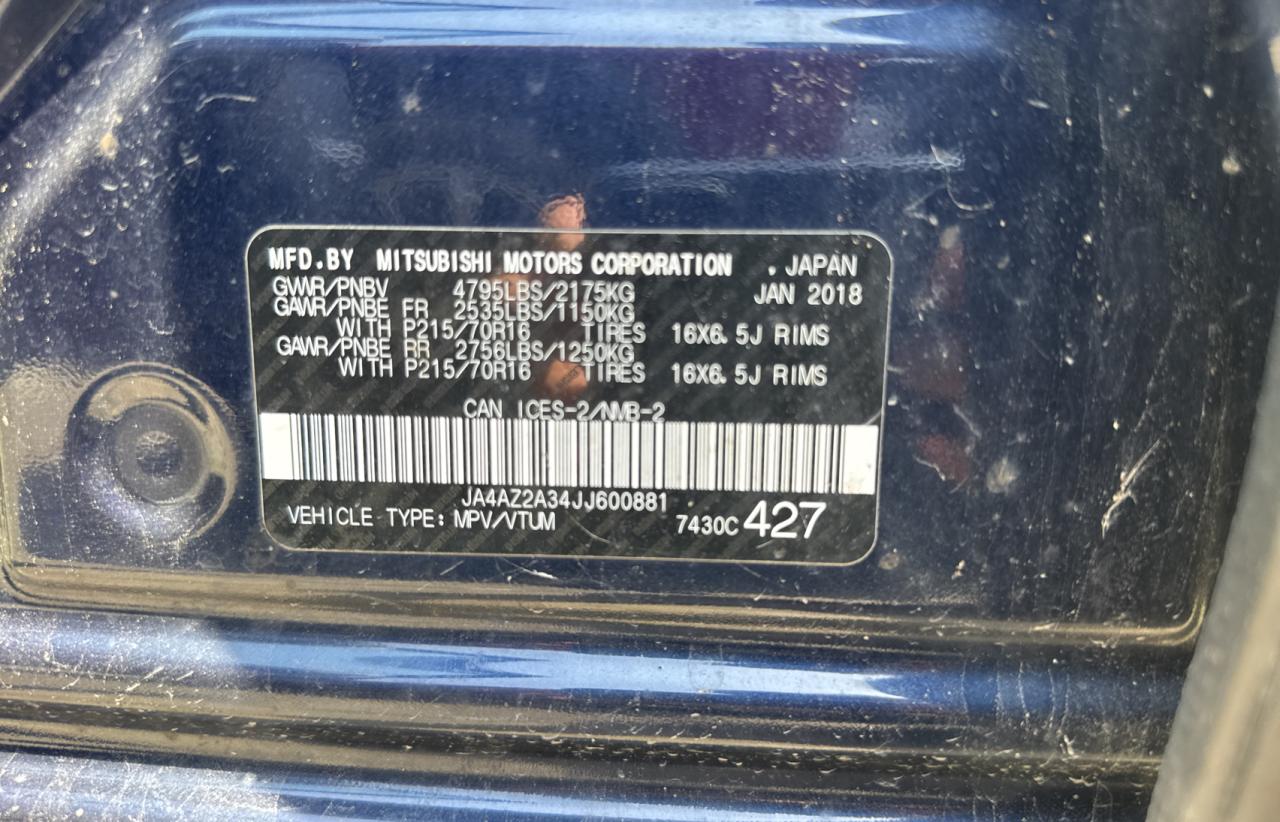 MFD.BY MITSUBISHI MOTORS CORPORATION . JAPAN
GVWR/PNBV 4795LBS/2175KG JAN 2018
GAWR/PNBE FR 2535LBS/1150KG
WITH P215/70R16 TIRES 16X6.5J RIMS
GAWR/PNBE RR 2756LBS/1250KG
WITH P215/70R16 TIRES 16X6.5J RIMS
CAN ICES-2/NMB-2
JA4AZ2A34JJ600881
VEHICLE TYPE: MPV/VTUM 7430C 427